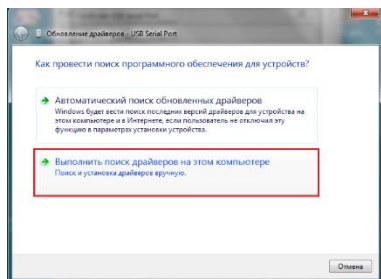 Обновление драйверов - USB Serial Port
Как провести поиск программного обеспечения для устройств?
Автоматический поиск обновленных драйверов
Windows будет вести поиск последних версий драйверов для устройства на
этом компьютере и в Интернете, если пользователь не отключил эту
функцию в параметрах установки устройства.
Выполнить поиск драйверов на этом компьютере
Поиск и установка драйверов вручную.
Отмена